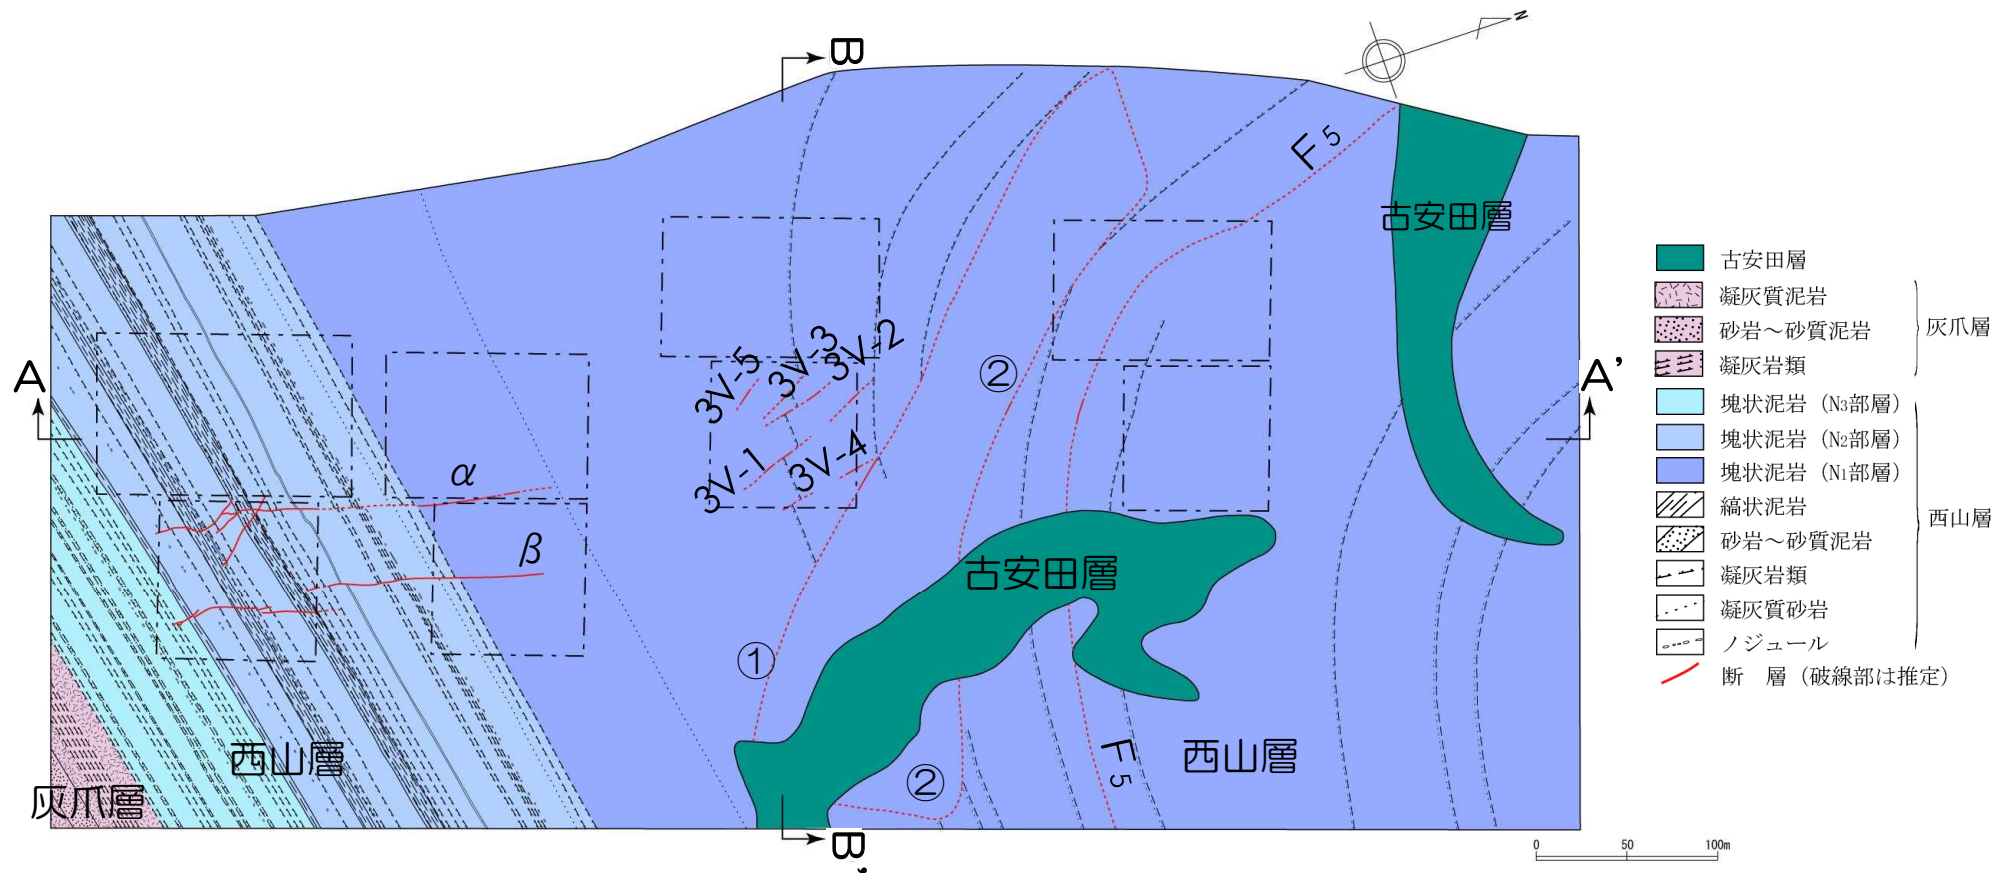 B
N
F5
古安田層
A
A’
3V-5
3V-3
3V-2
②
α
3V-1
3V-4
β
古安田層
①
西山層
②
F5
西山層
灰爪層
B’
古安田層
凝灰質泥岩
砂岩～砂質泥岩
凝灰岩類
灰爪層
塊状泥岩（N3部層）
塊状泥岩（N2部層）
塊状泥岩（N1部層）
縞状泥岩
砂岩～砂質泥岩
凝灰岩類
凝灰質砂岩
ノジュール
西山層
断　層（破線部は推定）
0 50 100m